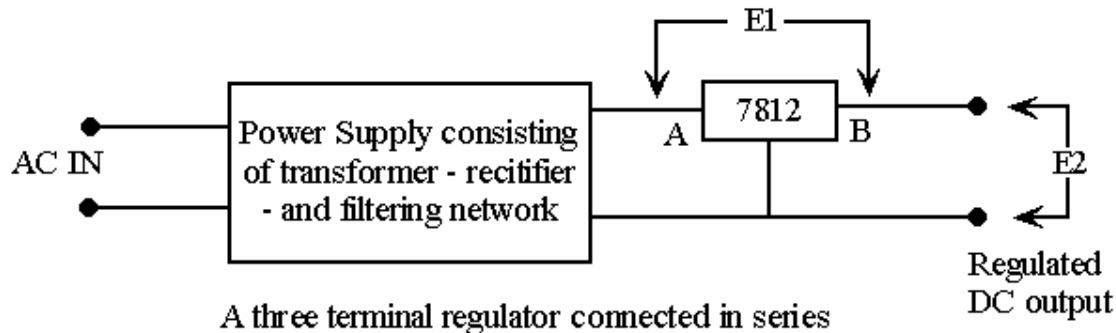 E1
7812
A
B
AC IN
Power Supply consisting
of transformer - recitifier
- and filtering network
E2
Regulated
DC output
A three terminal regulator connected in series